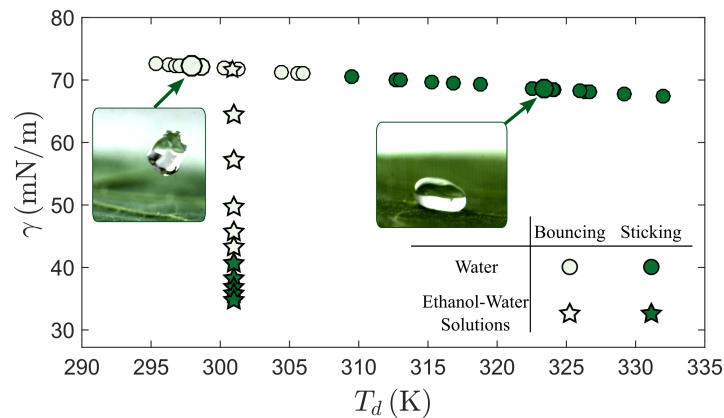 80
70
60
50
40
30
γ (mN/m)
290 295 300 305 310 315 320 325 330 335
T_d (K)
Bouncing Sticking
Water
Ethanol-Water
Solutions